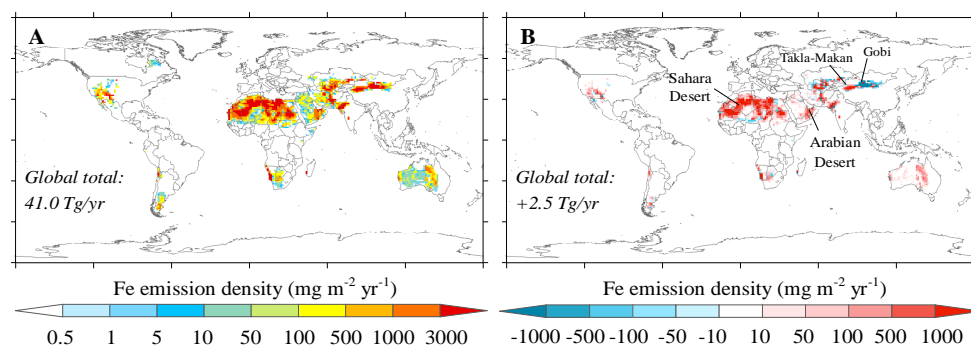 A
Global total:
41.0 Tg/yr
Fe emission density (mg m⁻² yr⁻¹)
0.5 1 5 10 50 100 500 1000 3000
B
Takla-Makan
Gobi
Sahara
Desert
Arabian
Desert
Global total:
+2.5 Tg/yr
Fe emission density (mg m⁻² yr⁻¹)
-1000 -500 -100 -50 -10 10 50 100 500 1000